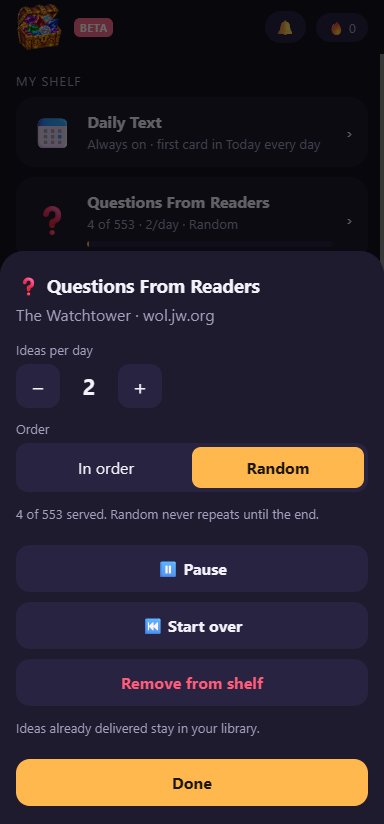 BETA
0
MY SHELF
Daily Text
Always on · first card in Today every day
Questions From Readers
4 of 553 · 2/day · Random
Questions From Readers
The Watchtower · wol.jw.org
Ideas per day
− 2 +
Order
In order Random
4 of 553 served. Random never repeats until the end.
Pause
Start over
Remove from shelf
Ideas already delivered stay in your library.
Done